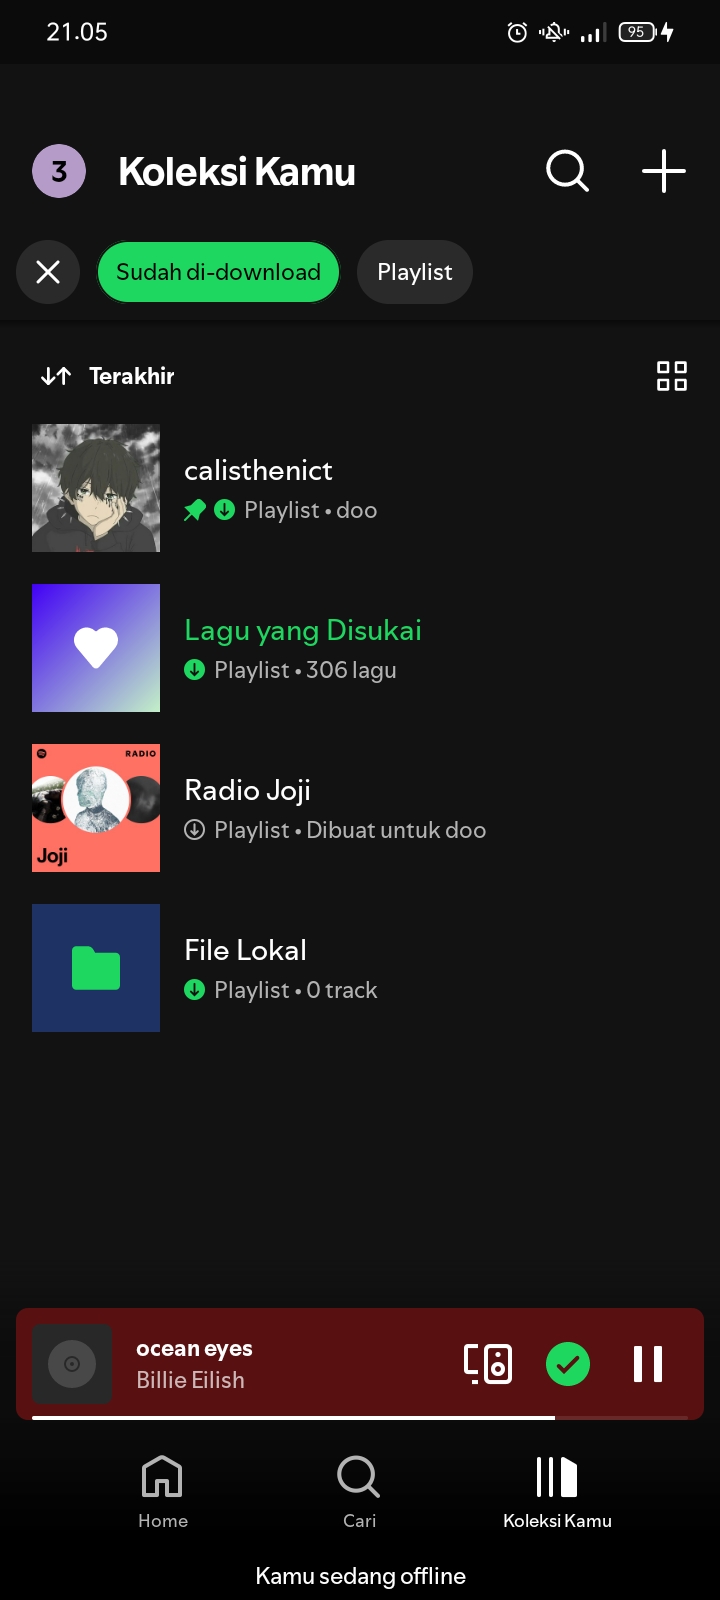 21.05
95
3
Koleksi Kamu
Sudah di-download
Playlist
Terakhir
calisthenict
Playlist • doo
Lagu yang Disukai
Playlist • 306 lagu
RADIO
Joji
Radio Joji
Playlist • Dibuat untuk doo
File Lokal
Playlist • 0 track
ocean eyes
Billie Eilish
Home
Cari
Koleksi Kamu
Kamu sedang offline